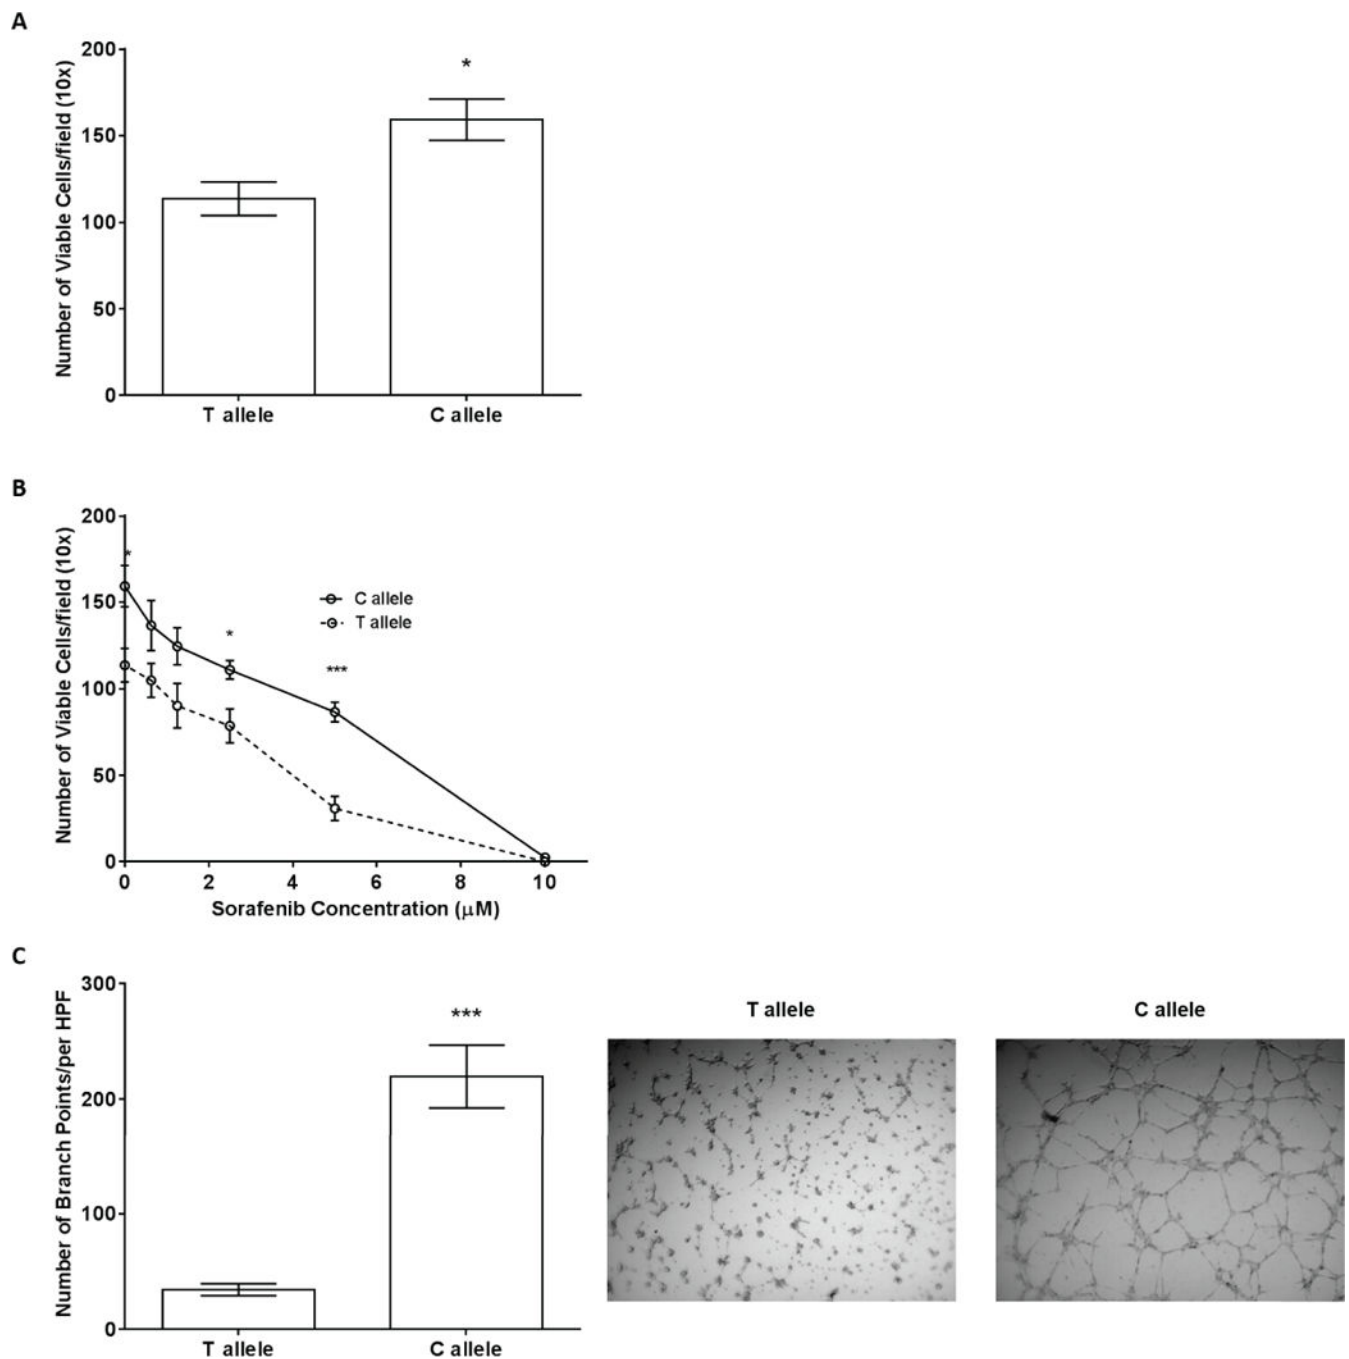 A
Number of Viable Cells/field (10x)
200
150
100
50
0
*
T allele
C allele
B
Number of Viable Cells/field (10x)
200
150
100
50
0
*
*
***
C allele
T allele
0 2 4 6 8 10
Sorafenib Concentration (μM)
C
Number of Branch Points/per HPF
300
200
100
0
***
T allele
C allele
T allele
C allele